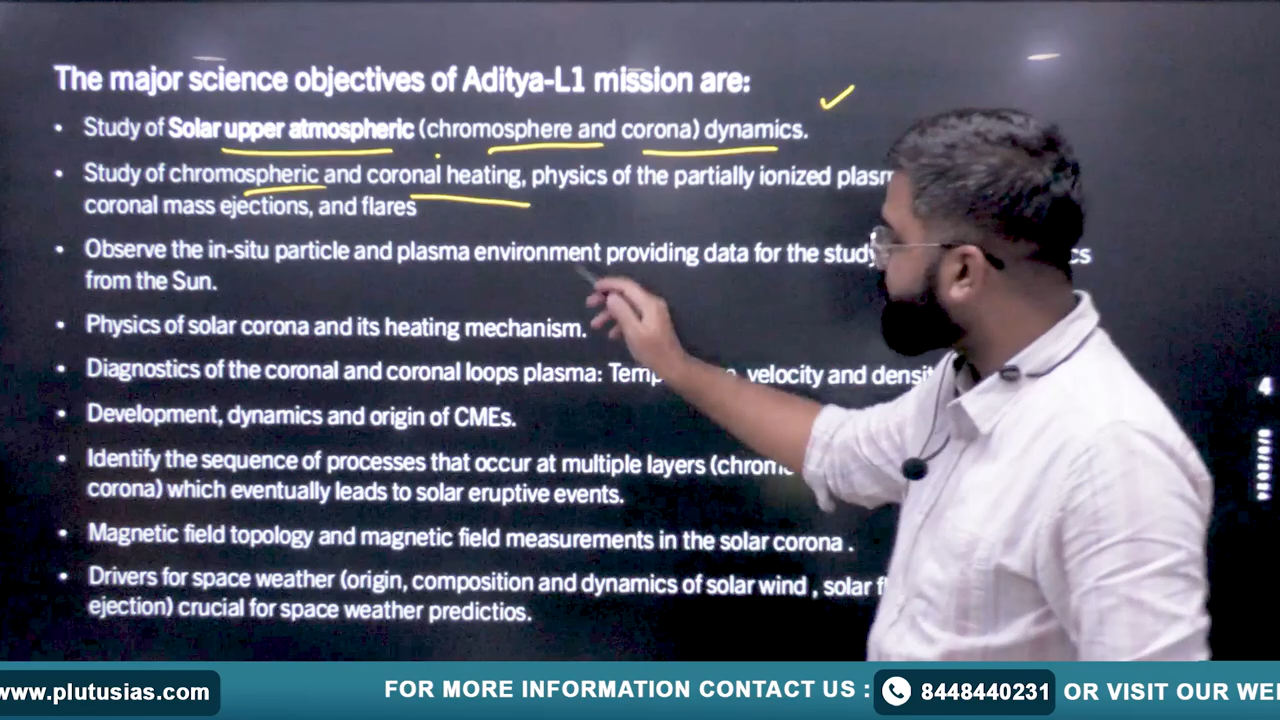 The major science objectives of Aditya-L1 mission are:
• Study of Solar upper atmospheric (chromosphere and corona) dynamics.
• Study of chromospheric and coronal heating, physics of the partially ionized
coronal mass ejections, and flares
• Observe the in-situ particle and plasma environment providing data for the study
from the Sun.
• Physics of solar corona and its heating mechanism.
• Diagnostics of the coronal and coronal loops plasma: velocity and
• Development, dynamics and origin of CMEs.
• Identify the sequence of processes that occur at multiple layers
corona) which eventually leads to solar eruptive events.
• Magnetic field topology and magnetic field measurements in the solar corona .
• Drivers for space weather (origin, composition and dynamics of solar wind , solar
ejection) crucial for space weather predictios.
4
www.plutusias.com
FOR MORE INFORMATION CONTACT US :
8448440231
OR VISIT OUR